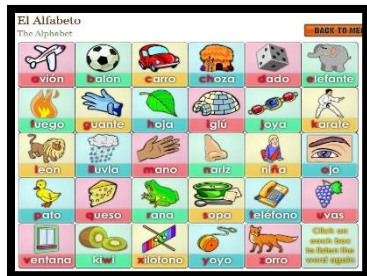 El Alfabeto
The Alphabet
BACK TO ME
avión balón carro choza dado elefante
fuego guante hoja iglú joya karate
león lluvia mano nariz niña ojo
pato queso rana sopa teléfono uvas
ventana kiwi xilófono yoyo zorro
Click on
each box
to listen the
word again